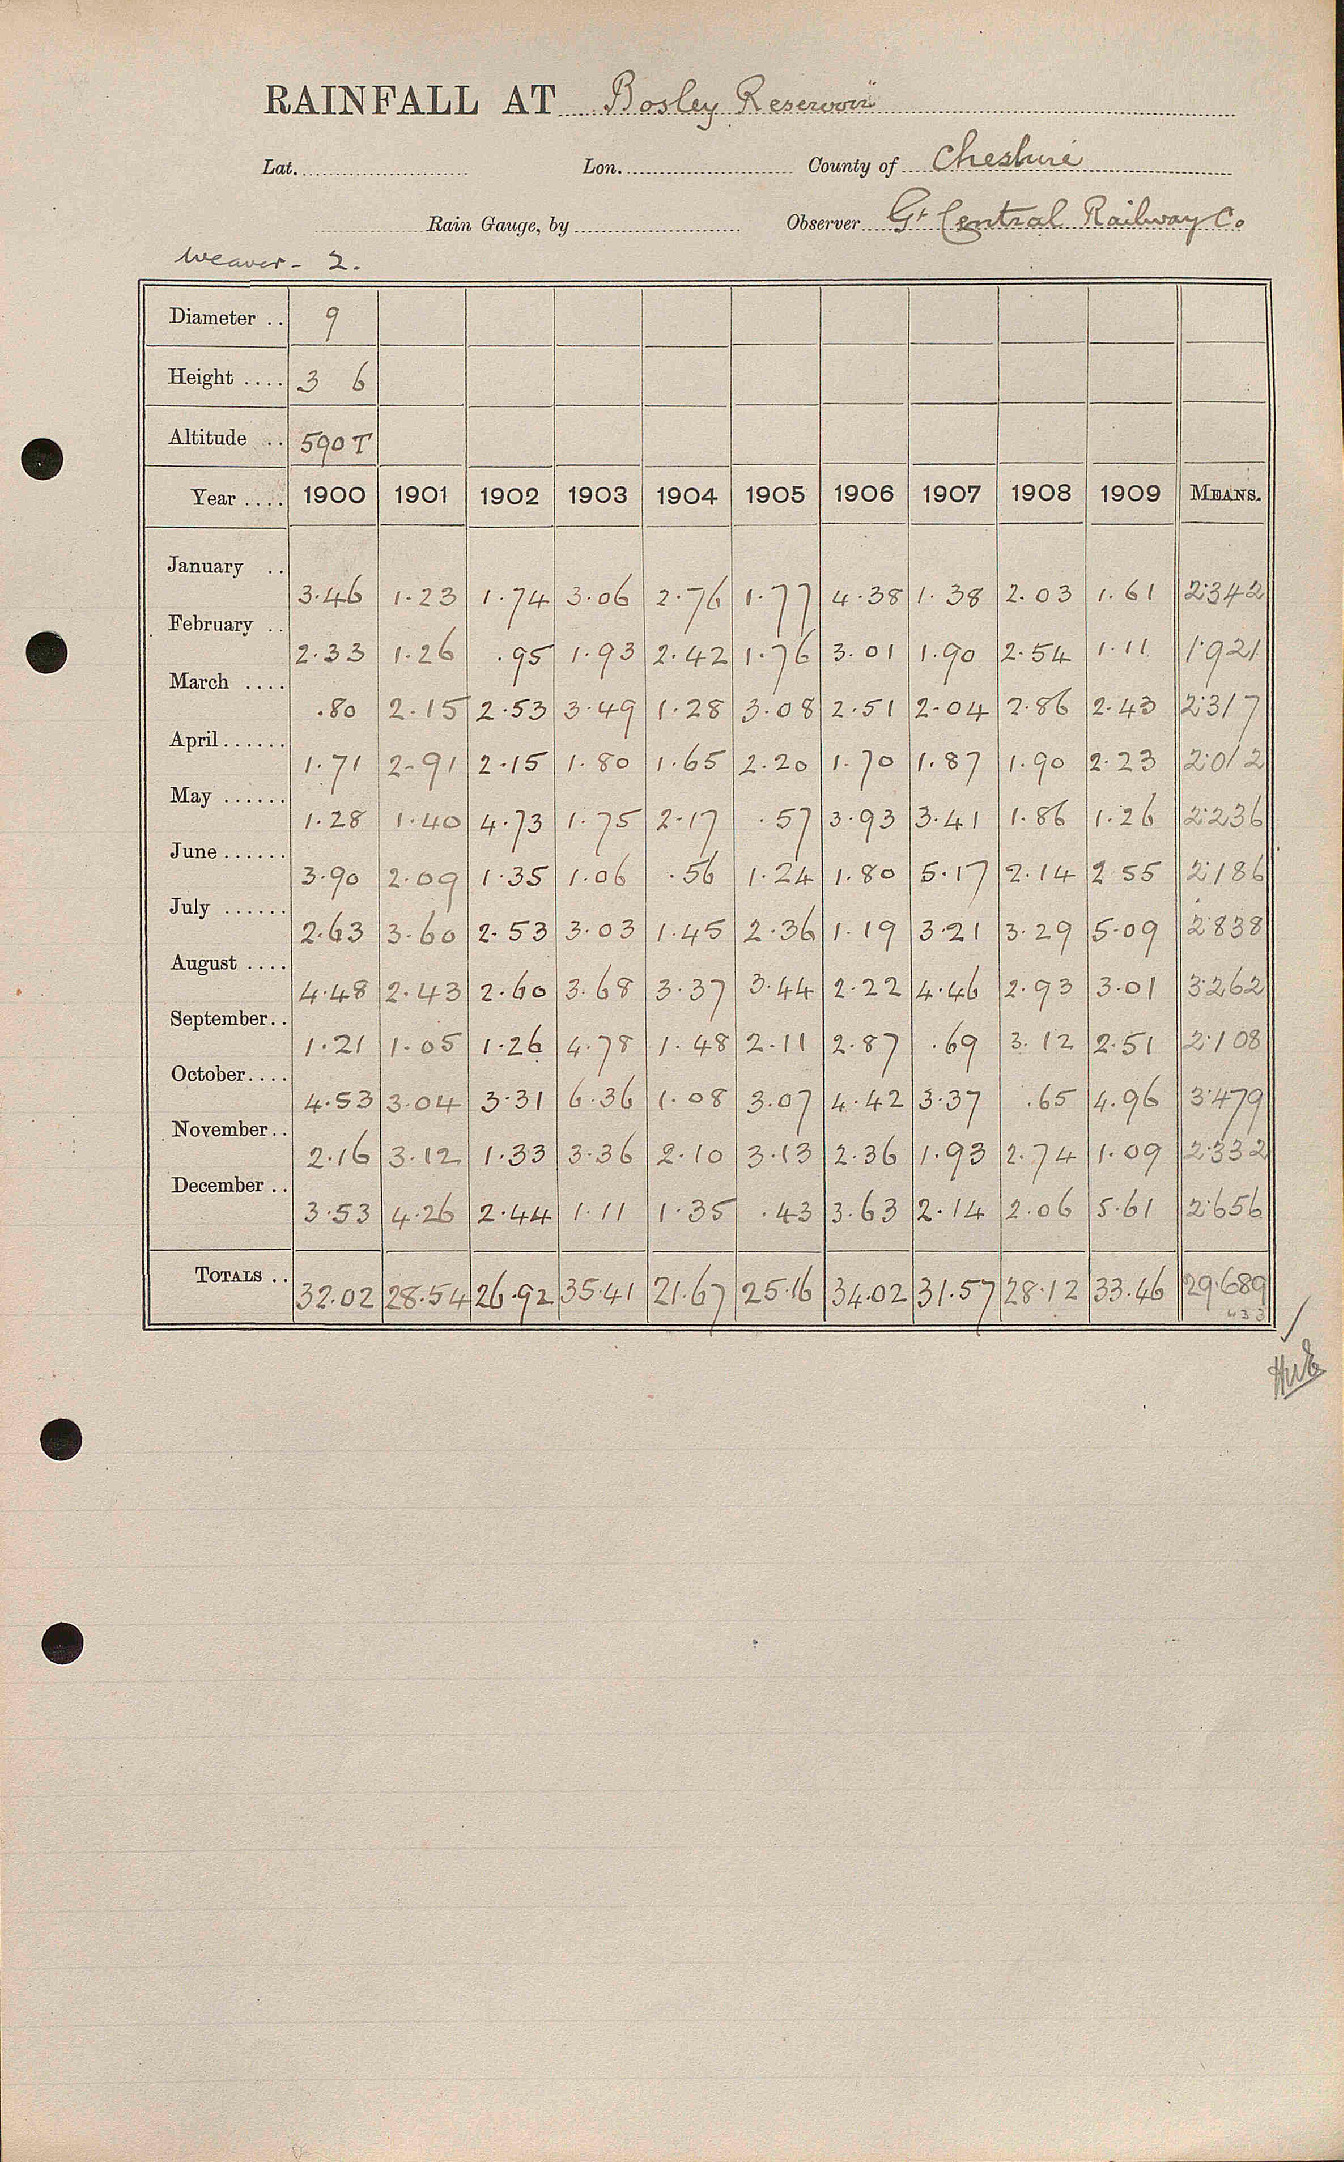 RAINFALL AT Bosley Reservoir
Lat. Lon. County of Cheshire
Rain Gauge, by Observer Gt Central Railway Co
Weaver - 2.
Diameter .. 9
Height .... 3 6
Altitude .. 590 T
Year .... 1900 1901 1902 1903 1904 1905 1906 1907 1908 1909 MEANS.
January .. 3.46 1.23 1.74 3.06 2.76 1.77 4.38 1.38 2.03 1.61 2.342
February .. 2.33 1.26 .95 1.93 2.42 1.76 3.01 1.90 2.54 1.11 1.921
March .... .80 2.15 2.53 3.49 1.28 3.08 2.51 2.04 2.86 2.43 2.317
April...... 1.71 2.91 2.15 1.80 1.65 2.20 1.70 1.87 1.90 2.23 2.012
May ...... 1.28 1.40 4.73 1.75 2.17 .57 3.93 3.41 1.86 1.26 2.236
June...... 3.90 2.09 1.35 1.06 .56 1.24 1.80 5.17 2.14 2 55 2.186
July ...... 2.63 3.60 2.53 3.03 1.45 2.36 1.19 3.21 3.29 5.09 2.838
August .... 4.48 2.43 2.60 3.68 3.37 3.44 2.22 4.46 2.93 3.01 3.262
September.. 1.21 1.05 1.26 4.78 1.48 2.11 2.87 .69 3.12 2.51 2.108
October.... 4.53 3.04 3.31 6.36 1.08 3.07 4.42 3.37 .65 4.96 3.479
November.. 2.16 3.12 1.33 3.36 2.10 3.13 2.36 1.93 2.74 1.09 2.332
December .. 3.53 4.26 2.44 1.11 1.35 .43 3.63 2.14 2.06 5.61 2.656
TOTALS .. 32.02 28.54 26.92 35.41 21.67 25.16 34.02 31.57 28.12 33.46 29.689